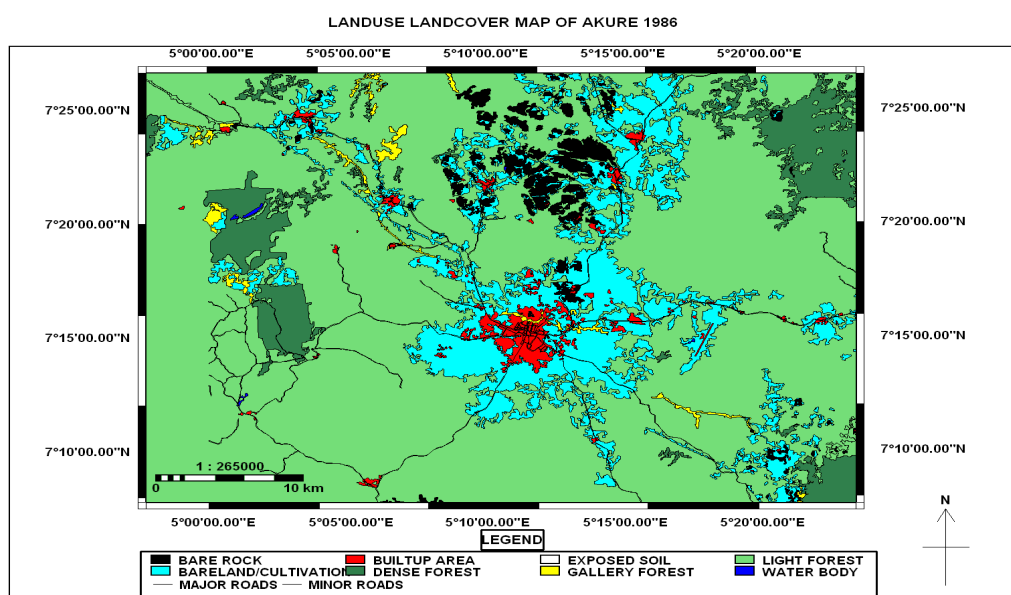 LANDUSE LANDCOVER MAP OF AKURE 1986
5°00'00.00"E 5°05'00.00"E 5°10'00.00"E 5°15'00.00"E 5°20'00.00"E
7°25'00.00"N 7°25'00.00"N
7°20'00.00"N 7°20'00.00"N
7°15'00.00"N 7°15'00.00"N
7°10'00.00"N 7°10'00.00"N
1 : 265000
0 10 km
5°00'00.00"E 5°05'00.00"E 5°10'00.00"E 5°15'00.00"E 5°20'00.00"E
N
LEGEND
BARE ROCK BUILTUP AREA EXPOSED SOIL LIGHT FOREST
BARELAND/CULTIVATION DENSE FOREST GALLERY FOREST WATER BODY
MAJOR ROADS MINOR ROADS